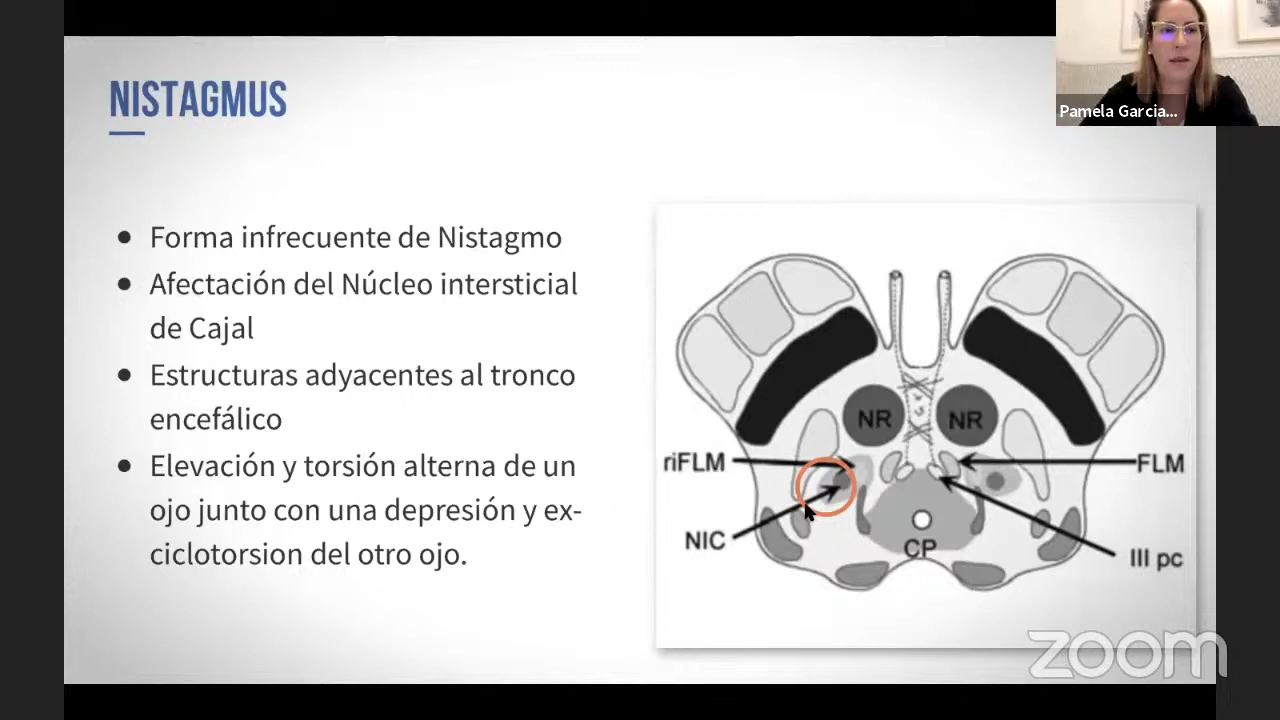 NISTAGMUS
Pamela Garcia...
Forma infrecuente de Nistagmo
Afectación del Núcleo intersticial
de Cajal
Estructuras adyacentes al tronco
encefálico
Elevación y torsión alterna de un
ojo junto con una depresión y ex-
ciclotorsion del otro ojo.
NR NR
riFLM FLM
NIC
CP
III pc
zoom